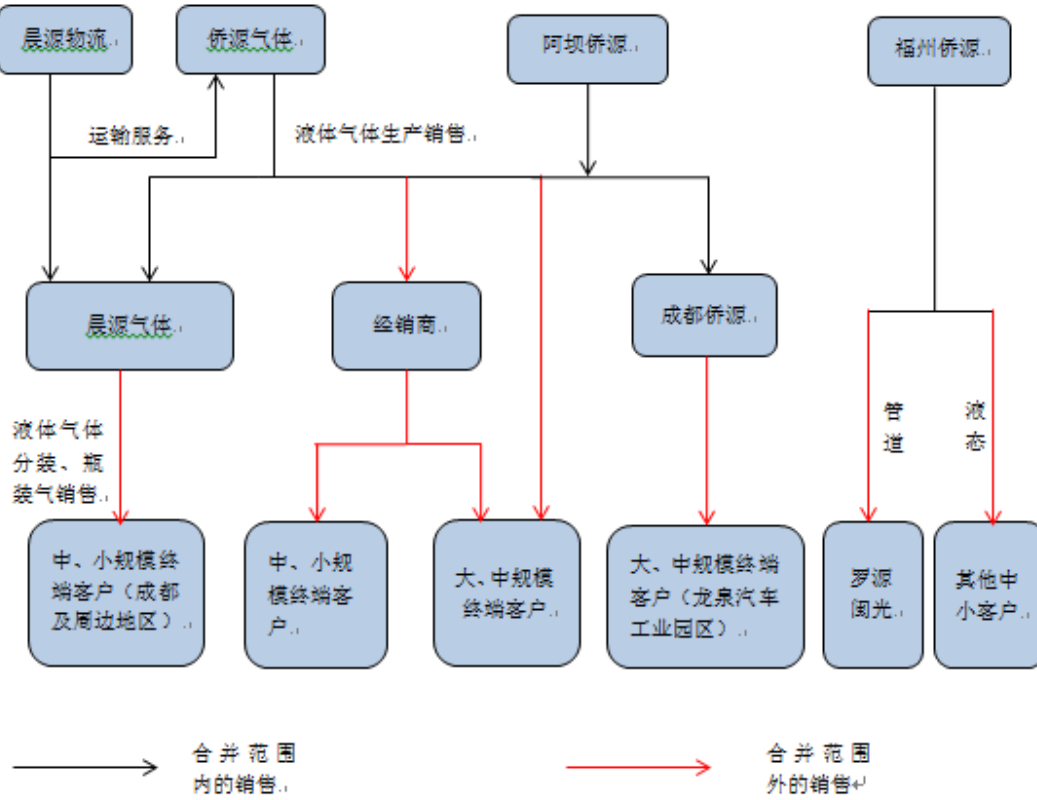 晨源物流
侨源气体
阿坝侨源
福州侨源
运输服务
液体气体生产销售
晨源气体
经销商
成都侨源
液体气体
分装、瓶
装气销售
管道
液态
中、小规模终
端客户（成都
及周边地区）
中、小规
模终端客
户
大、中规模
终端客户
大、中规模终端
客户（龙泉汽车
工业园区）
罗源
闽光
其他中
小客户
合并范围
内的销售
合并范围
外的销售